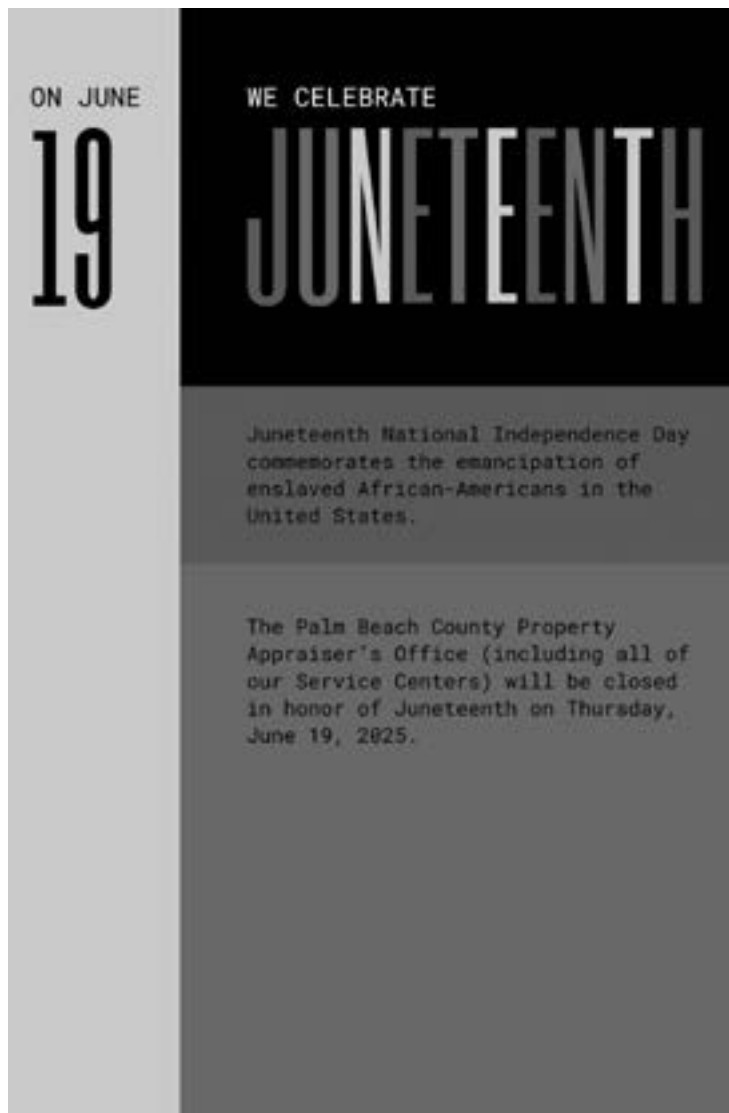 ON JUNE
19
WE CELEBRATE
JUNETEENTH
Juneteenth National Independence Day
commemorates the emancipation of
enslaved African-Americans in the
United States.
The Palm Beach County Property
Appraiser's Office (including all of
our Service Centers) will be closed
in honor of Juneteenth on Thursday,
June 19, 2025.